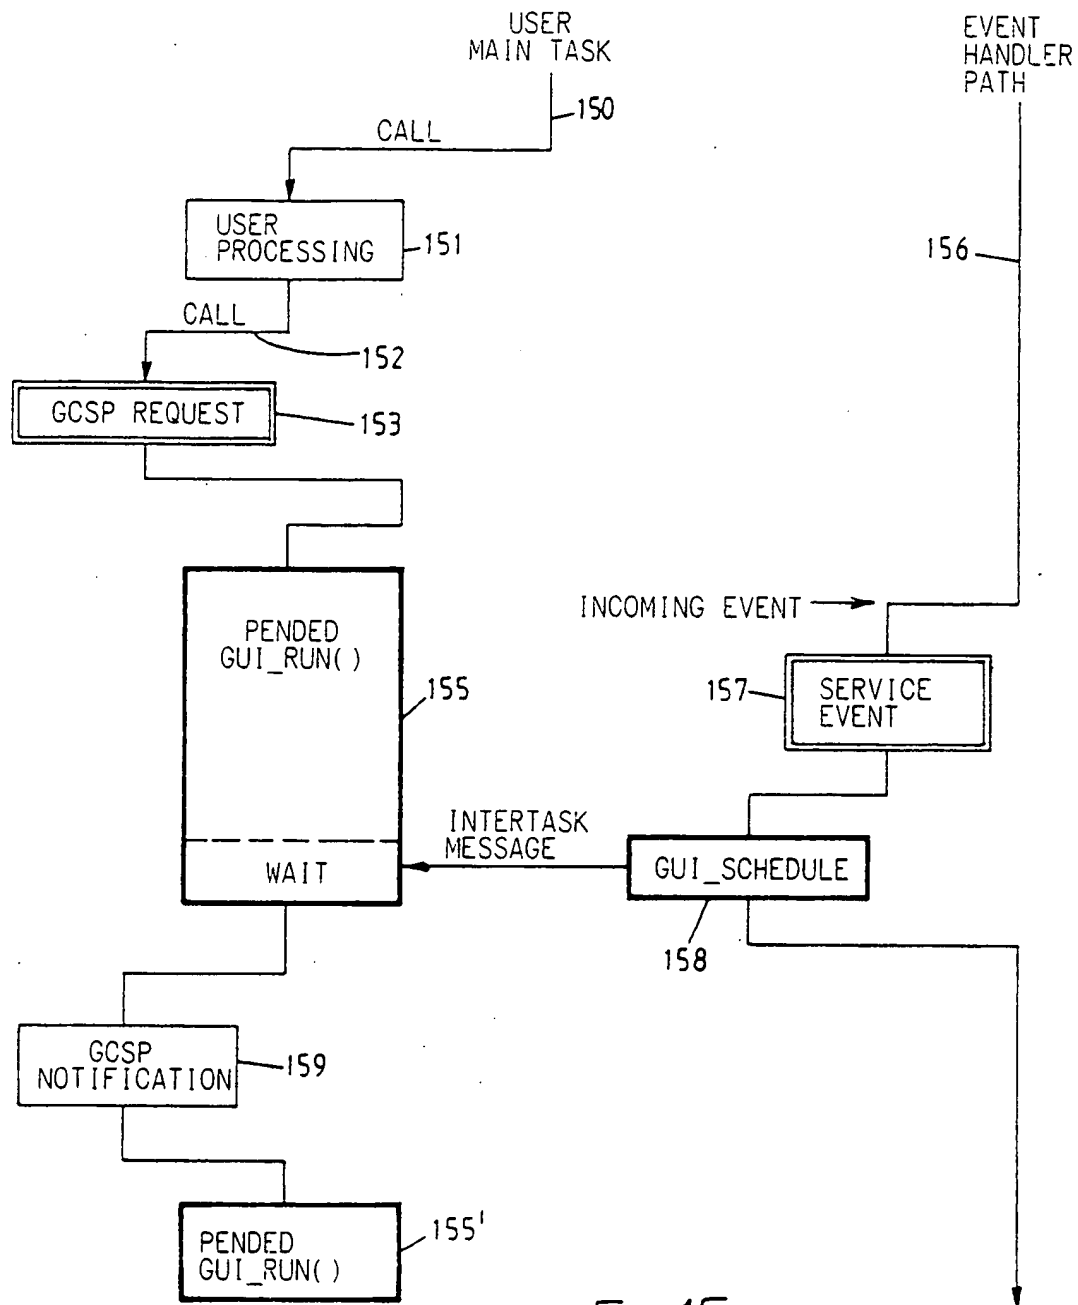 USER
MAIN TASK
EVENT
HANDLER
PATH
150
CALL
USER
PROCESSING
151
156
CALL
152
GCSP REQUEST
153
INCOMING EVENT
PENDED
GUI_RUN( )
155
157
SERVICE
EVENT
INTERTASK
MESSAGE
WAIT
GUI_SCHEDULE
158
GCSP
NOTIFICATION
159
155'
PENDED
GUI_RUN( )